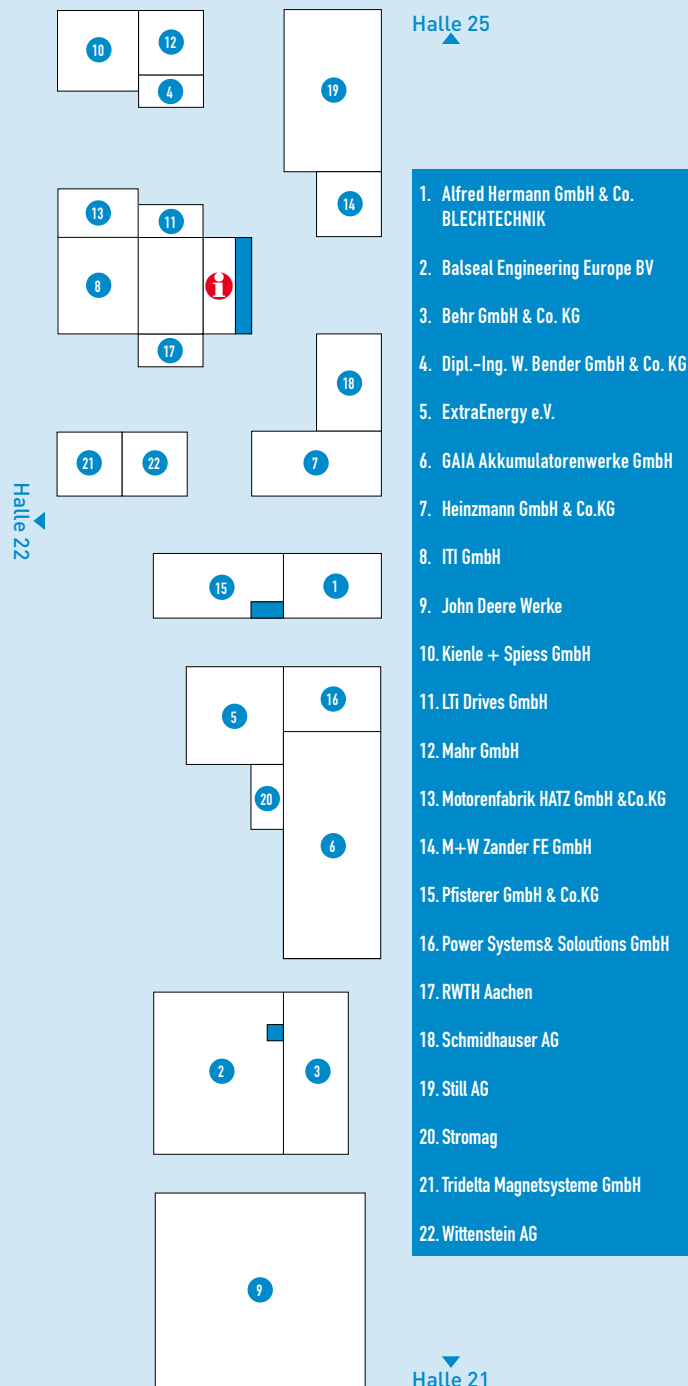 Halle 25
10
12
4
19
14
13
11
8
i
17
18
21
22
7
Halle 22
15
1
5
16
20
6
2
3
9
1. Alfred Hermann GmbH & Co.
BLECHTECHNIK
2. Balseal Engineering Europe BV
3. Behr GmbH & Co. KG
4. Dipl.-Ing. W. Bender GmbH & Co. KG
5. ExtraEnergy e.V.
6. GAIA Akkumulatorenwerke GmbH
7. Heinzmann GmbH & Co.KG
8. ITI GmbH
9. John Deere Werke
10. Kienle + Spiess GmbH
11. LTi Drives GmbH
12. Mahr GmbH
13. Motorenfabrik HATZ GmbH &Co.KG
14. M+W Zander FE GmbH
15. Pfisterer GmbH & Co.KG
16. Power Systems& Soloutions GmbH
17. RWTH Aachen
18. Schmidhauser AG
19. Still AG
20. Stromag
21. Tridelta Magnetsysteme GmbH
22. Wittenstein AG
Halle 21